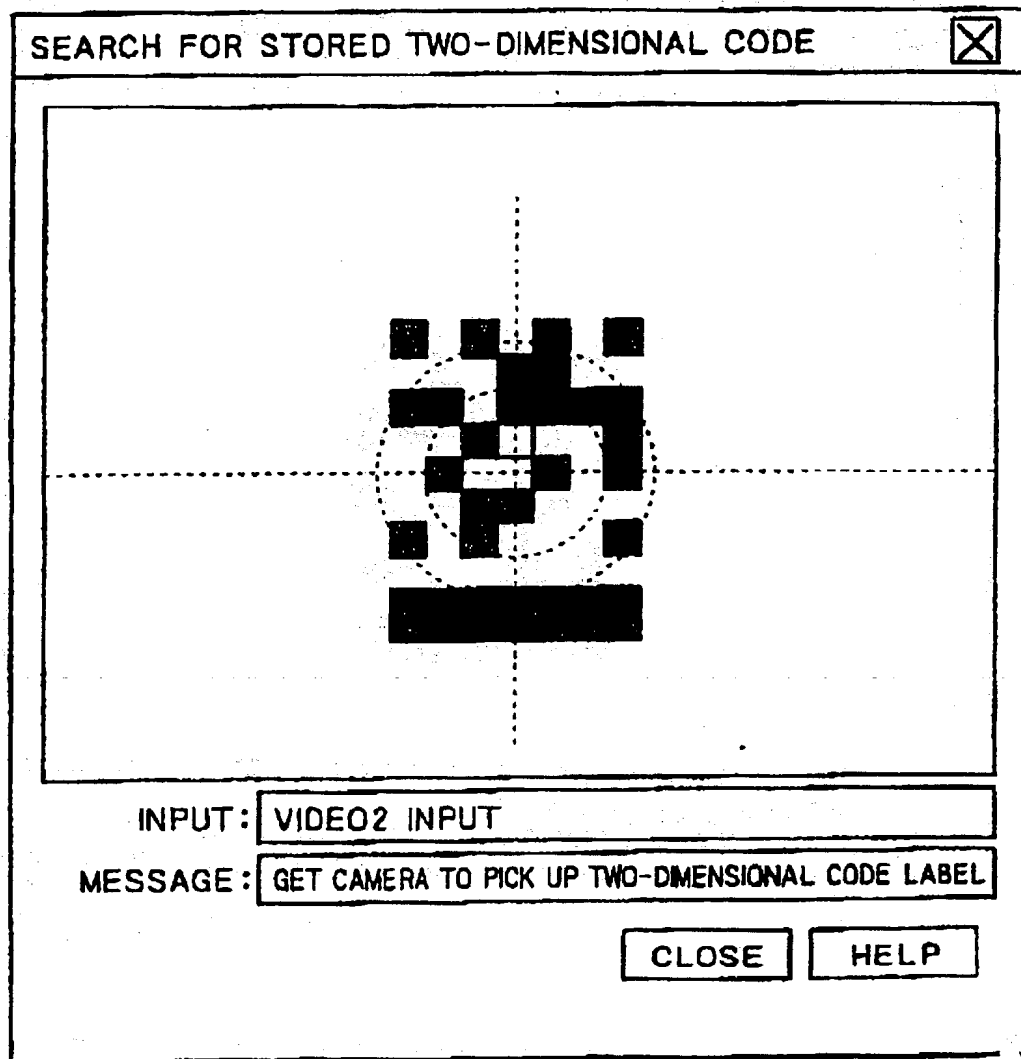 SEARCH FOR STORED TWO-DIMENSIONAL CODE
INPUT: VIDEO2 INPUT
MESSAGE: GET CAMERA TO PICK UP TWO-DIMENSIONAL CODE LABEL
CLOSE HELP